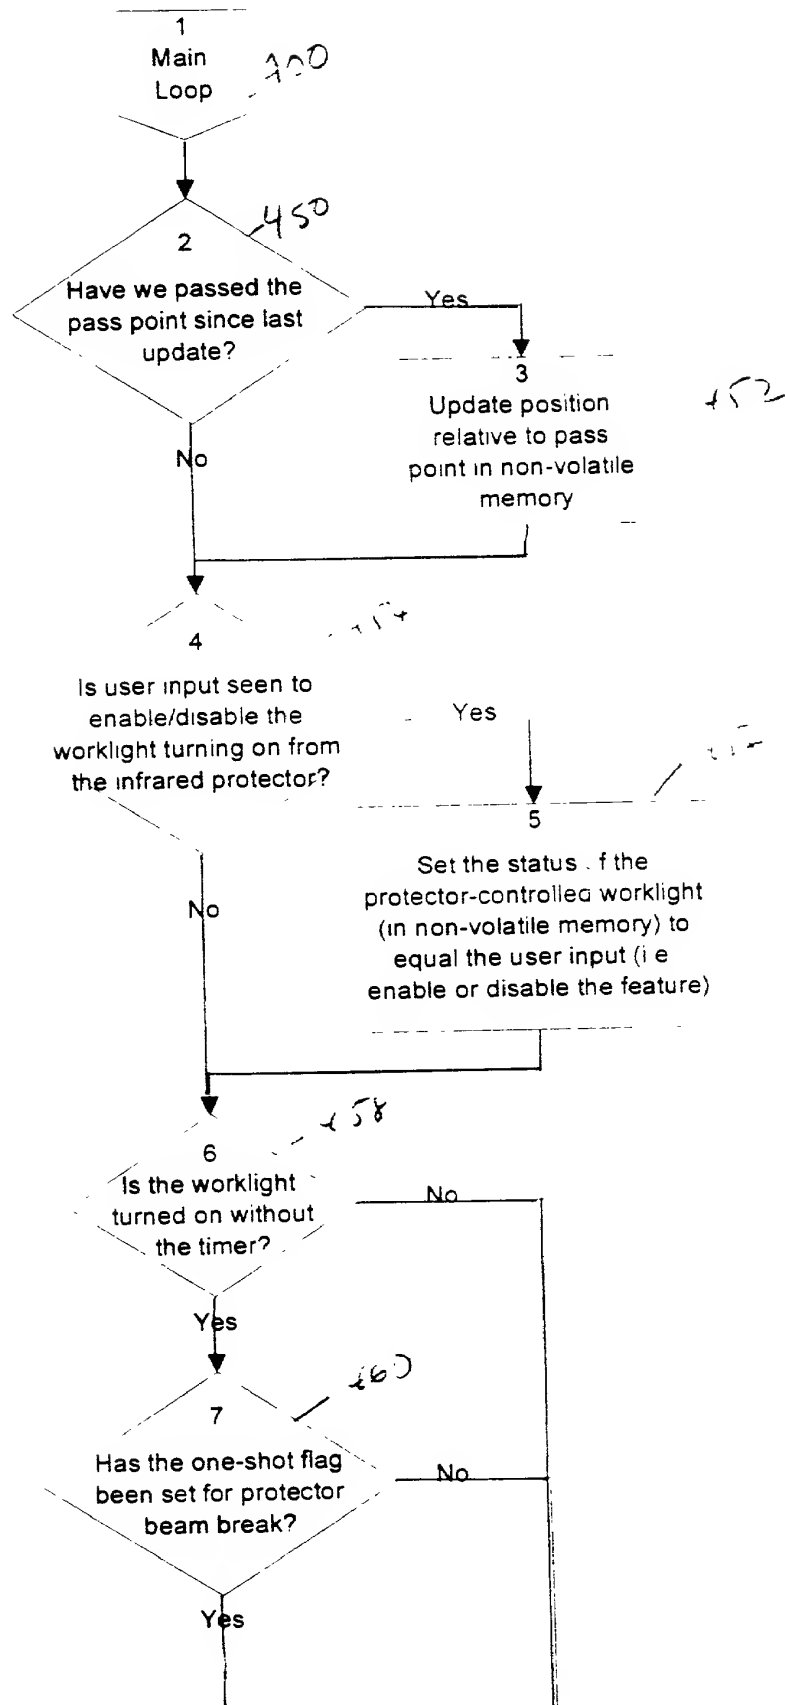 1
Main
Loop
2
450
Have we passed the
pass point since last
update?
Yes
No
3
Update position
relative to pass
point in non-volatile
memory
452
4
Is user input seen to
enable/disable the
worklight turning on from
the infrared protector?
Yes
No
5
Set the status . f the
protector-controlled worklight
(in non-volatile memory) to
equal the user input (i e
enable or disable the feature)
458
6
Is the worklight
turned on without
the timer?
No
Yes
460
7
Has the one-shot flag
been set for protector
beam break?
No
Yes